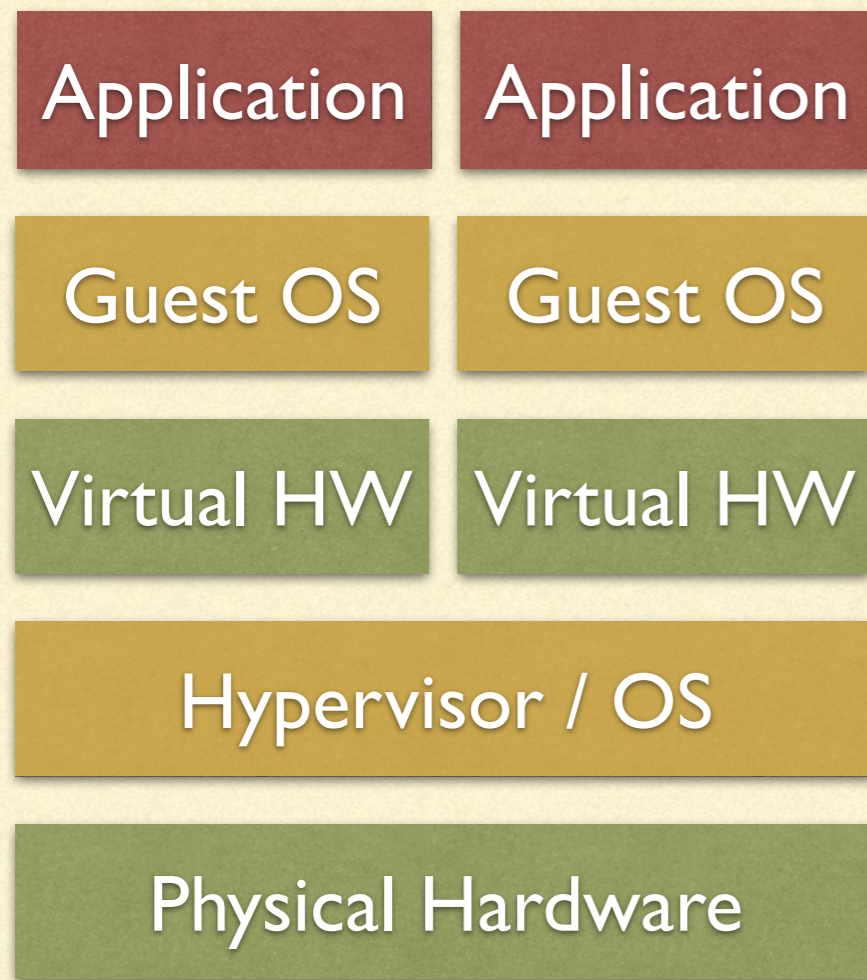 Application Application
Guest OS Guest OS
Virtual HW Virtual HW
Hypervisor / OS
Physical Hardware